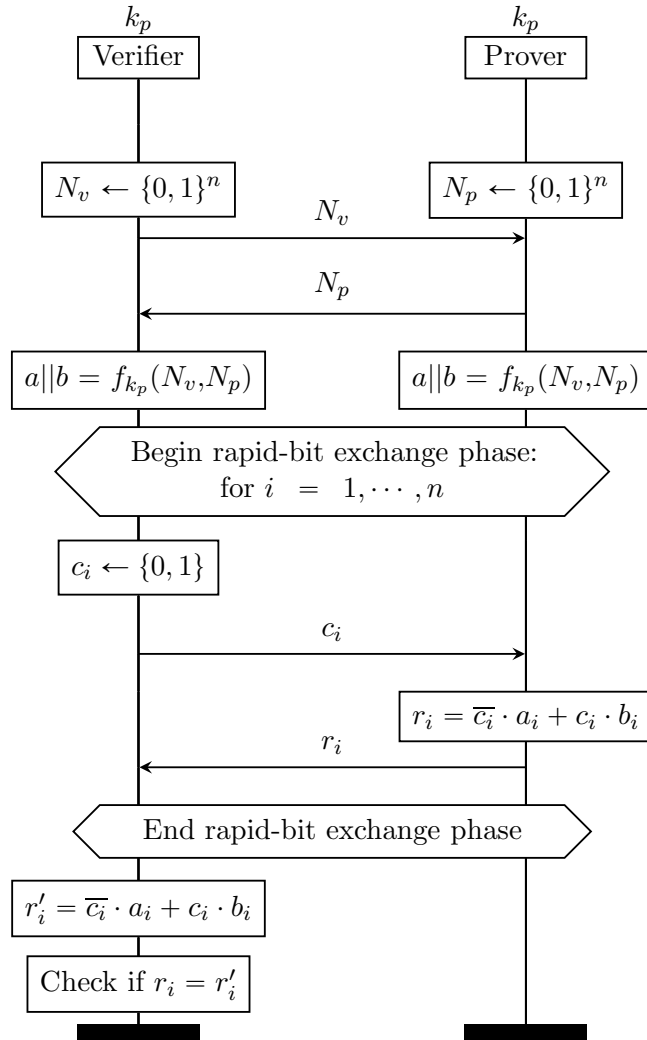 k_p k_p
Verifier Prover
N_v ← {0, 1}^n N_p ← {0, 1}^n
N_v
N_p
a||b = f_{k_p}(N_v,N_p) a||b = f_{k_p}(N_v,N_p)
Begin rapid-bit exchange phase:
for i = 1, ⋯ , n
c_i ← {0, 1}
c_i
r_i = \overline{c_i} · a_i + c_i · b_i
r_i
End rapid-bit exchange phase
r'_i = \overline{c_i} · a_i + c_i · b_i
Check if r_i = r'_i